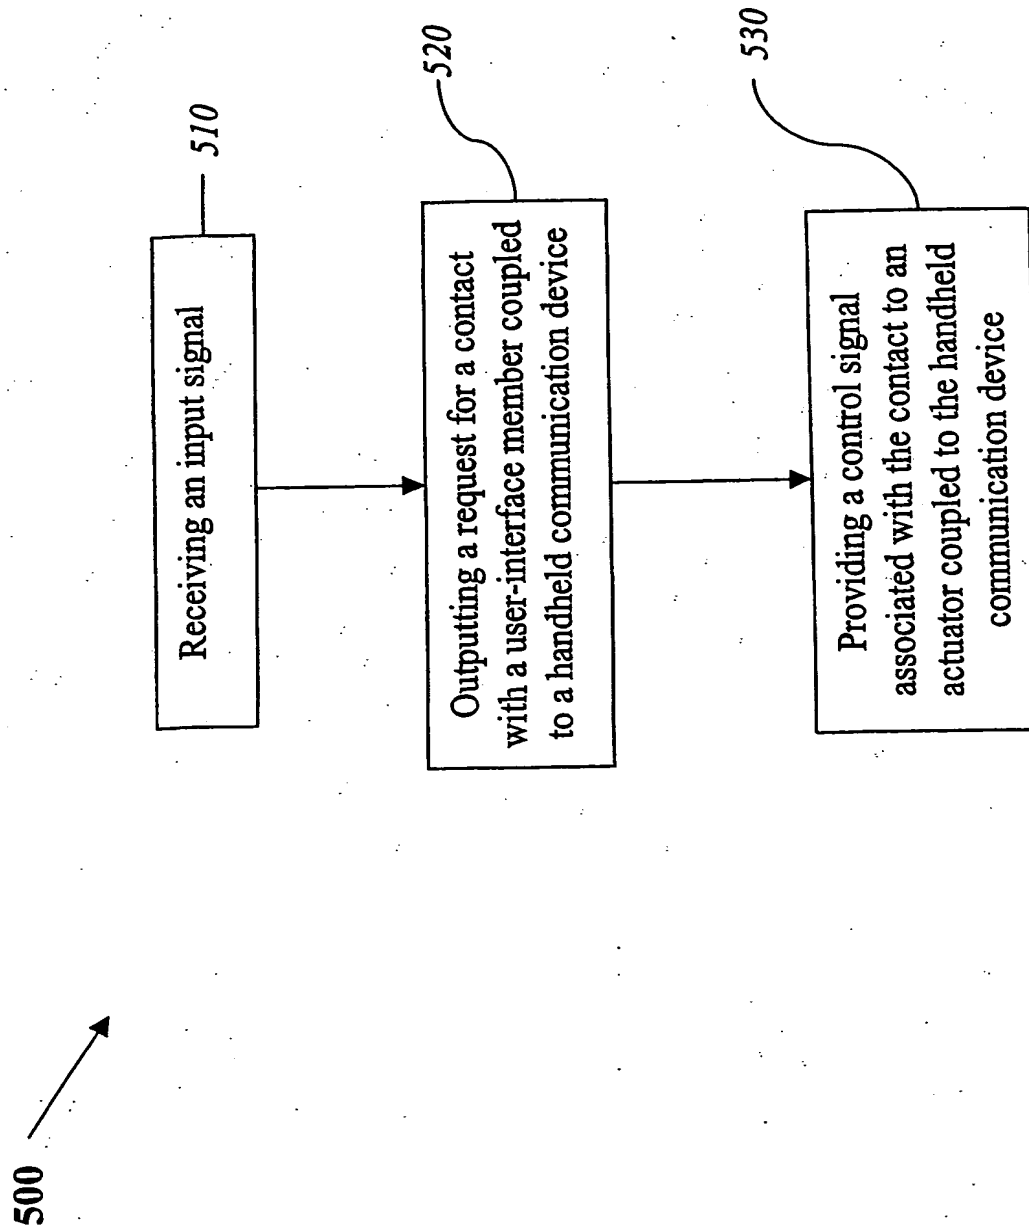 500
510
Receiving an input signal
520
Outputting a request for a contact
with a user-interface member coupled
to a handheld communication device
530
Providing a control signal
associated with the contact to an
actuator coupled to the handheld
communication device